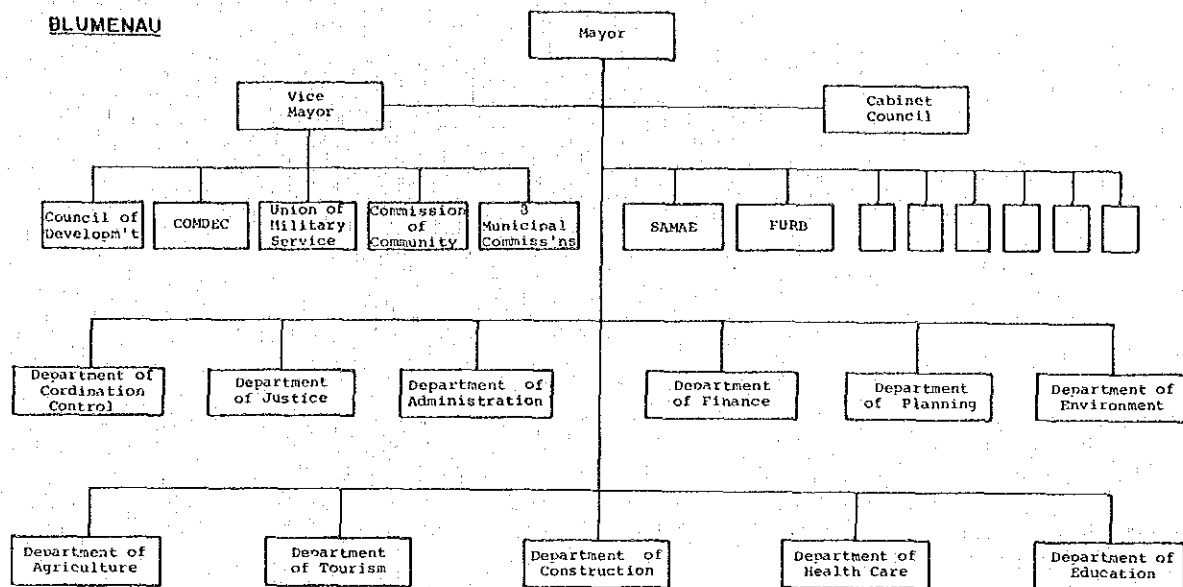 BLUMENAU
Mayor
Vice
Mayor
Cabinet
Council
Council of
Developm't
COMDEC
Union of
Military
Service
Commission
of
Community
3
Municipal
Commiss'ns
SAMAE
FURB
Department of
Cordination
Control
Department
of Justice
Department of
Administration
Department
of Finance
Department
of Planning
Department of
Environment
Department of
Agriculture
Department
of Tourism
Department of
Construction
Department of
Health Care
Department of
Education